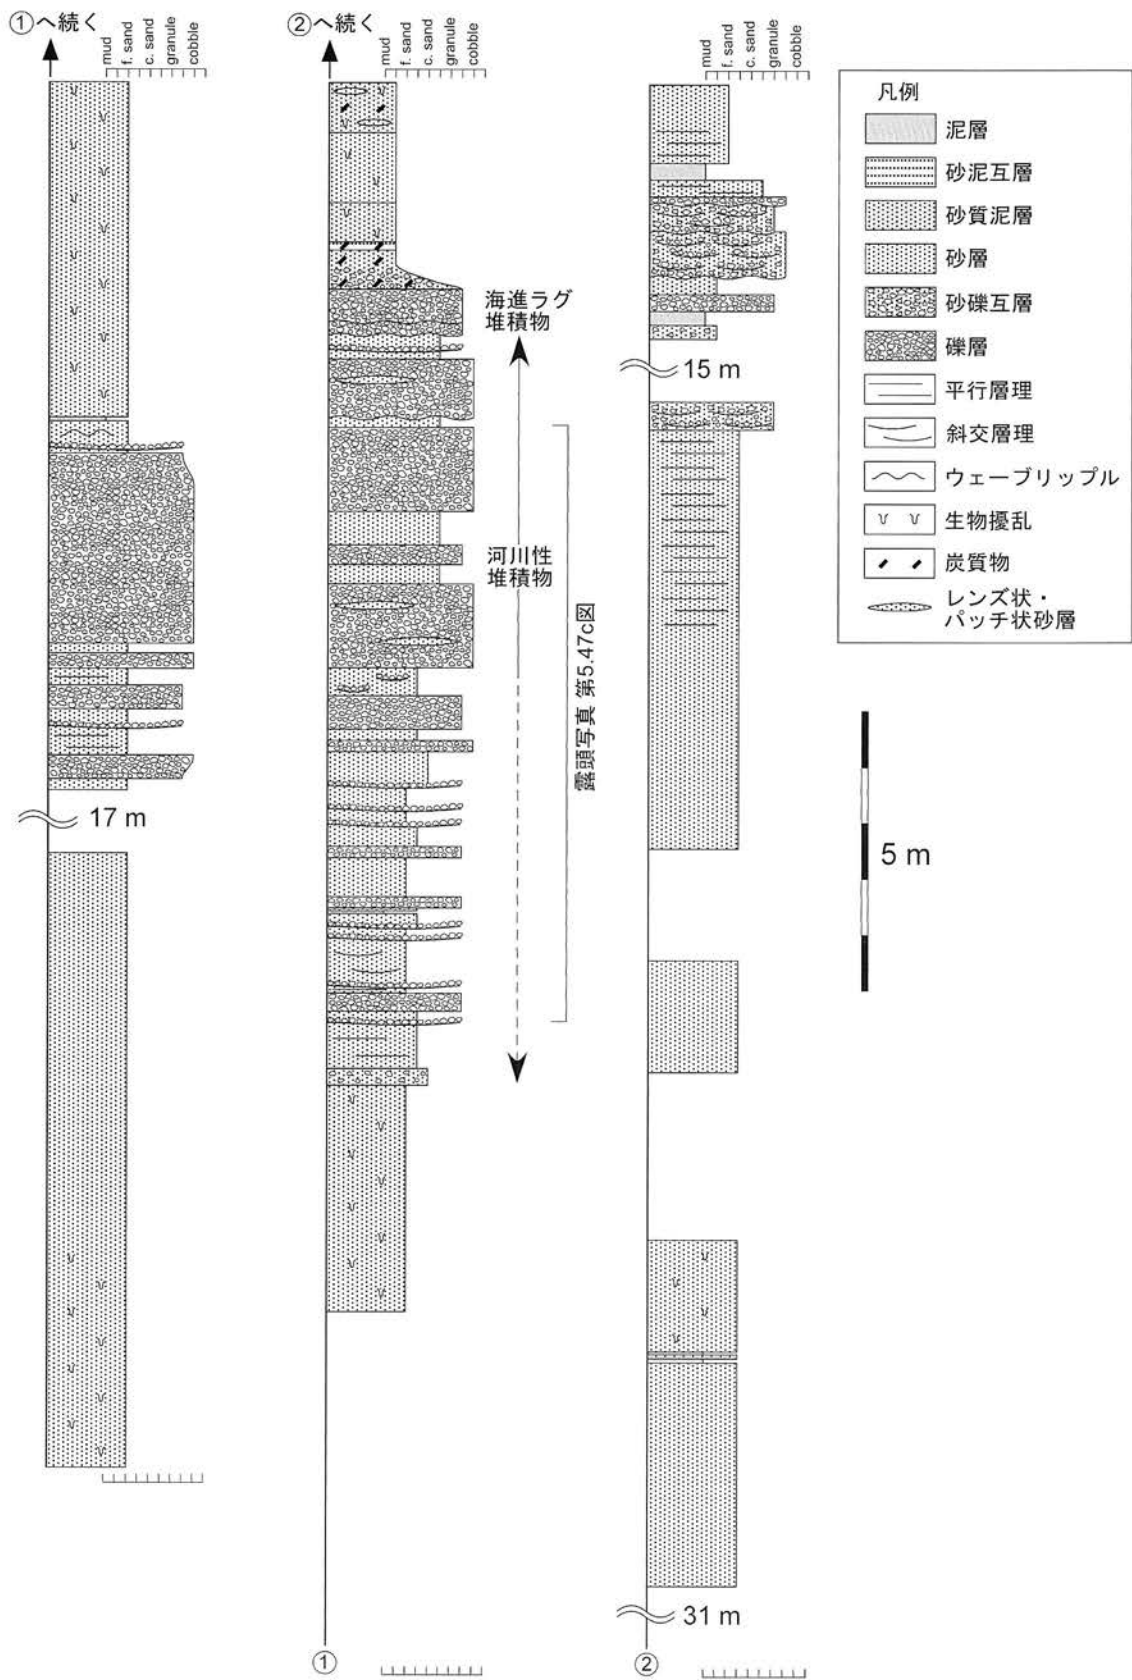 ①へ続く
mud
f. sand
c. sand
granule
cobble
17 m
②へ続く
mud
f. sand
c. sand
granule
cobble
海進ラグ
堆積物
河川性
堆積物
露頭写真 第5.47c図
①
mud
f. sand
c. sand
granule
cobble
15 m
31 m
②
凡例
泥層
砂泥互層
砂質泥層
砂層
砂礫互層
礫層
平行層理
斜交層理
ウェーブリップル
生物擾乱
炭質物
レンズ状・
パッチ状砂層
5 m